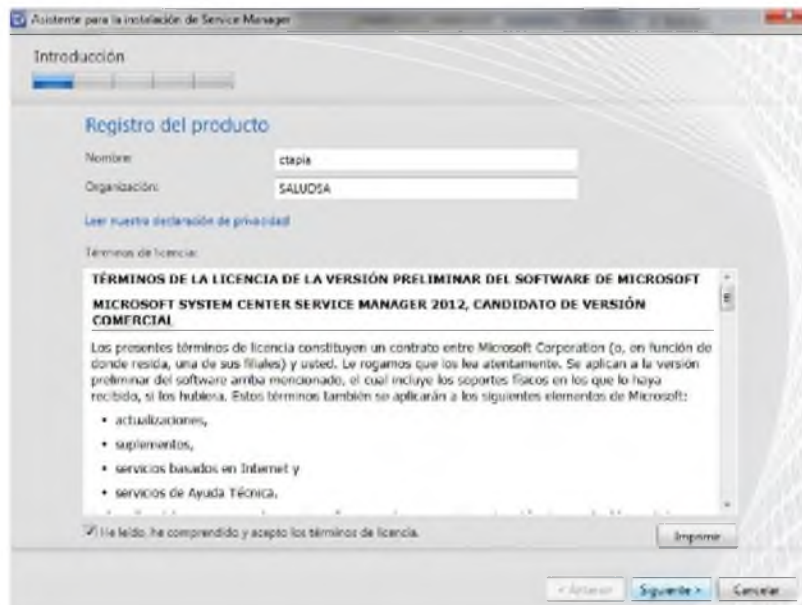 Asistente para la instalación de Service Manager
Introducción
Registro del producto
Nombre:
ctapia
Organización:
SALUDSA
Leer nuestra declaración de privacidad
Términos de licencia:
TÉRMINOS DE LA LICENCIA DE LA VERSIÓN PRELIMINAR DEL SOFTWARE DE MICROSOFT
MICROSOFT SYSTEM CENTER SERVICE MANAGER 2012, CANDIDATO DE VERSIÓN
COMERCIAL
Los presentes términos de licencia constituyen un contrato entre Microsoft Corporation (o, en función de
donde resida, una de sus filiales) y usted. Le rogamos que los lea atentamente. Se aplican a la versión
preliminar del software arriba mencionado, el cual incluye los soportes físicos en los que lo haya
recibido, si los hubiera. Estos términos también se aplicarán a los siguientes elementos de Microsoft:
• actualizaciones,
• suplementos,
• servicios basados en Internet y
• servicios de Ayuda Técnica.
He leído, he comprendido y acepto los términos de licencia.
Imprimir
< Anterior
Siguiente >
Cancelar